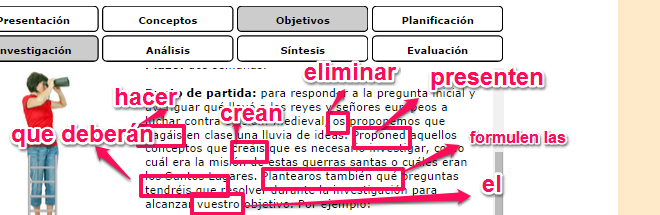 Presentación Conceptos Objetivos Planificación
Investigación Análisis Síntesis Evaluación
eliminar
presenten
hacer
crean
que deberán
formulen las
el
de partida: para responder a la pregunta inicial y
qué a los reyes y señores europeos a
luchar contra medieval, os proponemos que
hagáis en clase una lluvia de ideas. Proponed aquellos
conceptos que creáis que es necesario investigar, como
cuál era la misión de estas guerras santas o cuáles eran
los Santos Lugares. Plantearos también qué preguntas
tendréis que resolver durante la investigación para
alcanzar vuestro objetivo. Por ejemplo: